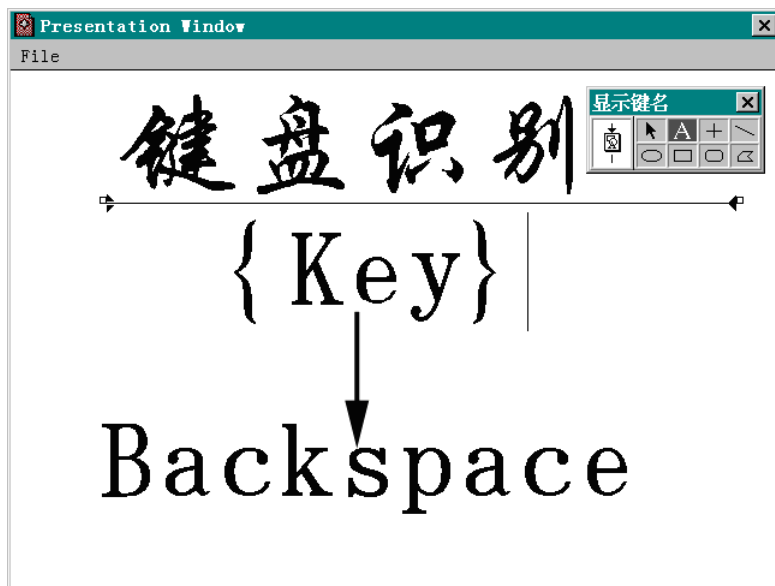 Presentation Window
File
键盘识别
显示键名
A
{Key}
Backspace